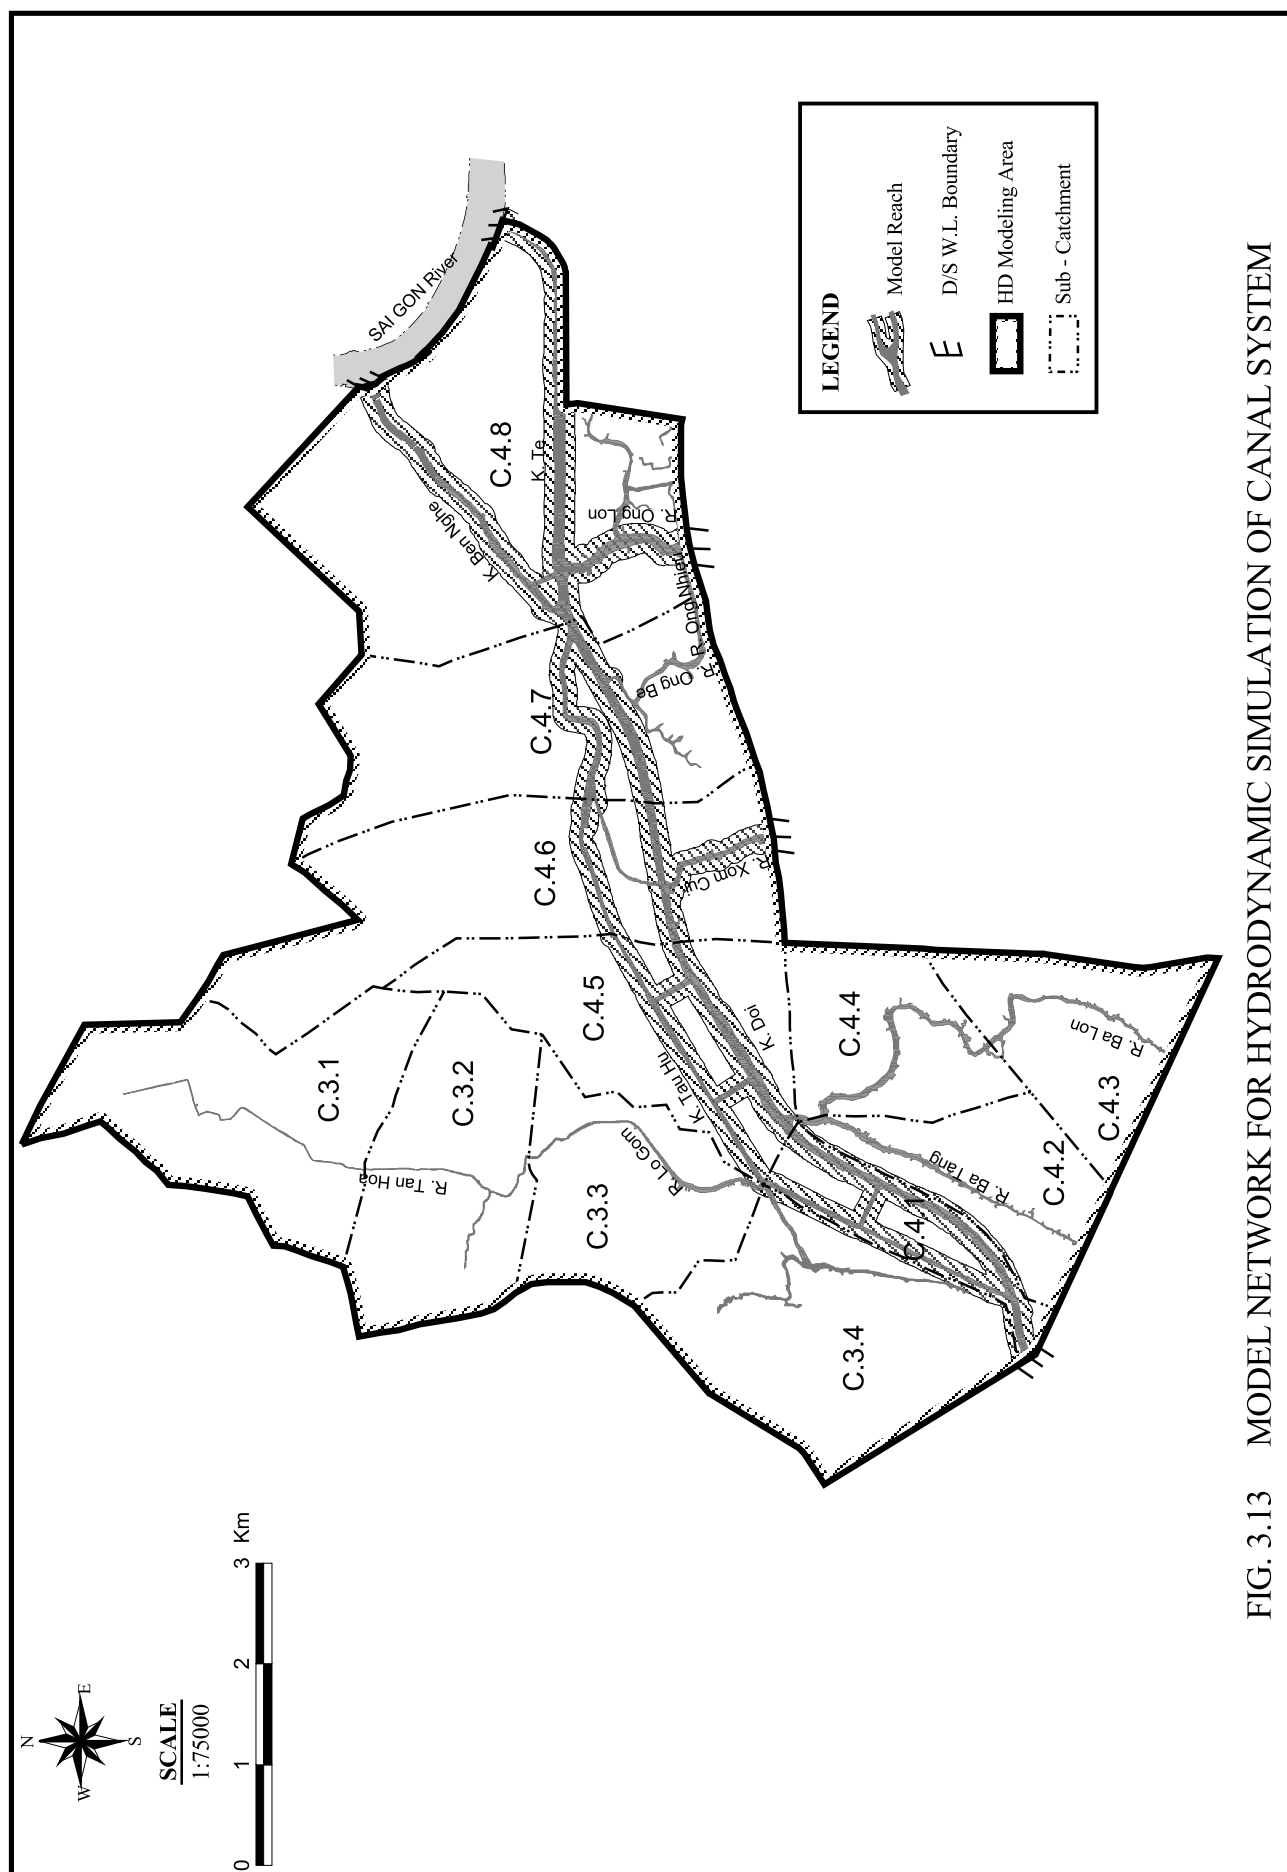 N
W
E
S
SCALE
1:75000
0
1
2
3
Km
SAI GON River
K. Ben Nghe
C.4.8
K. Te
R. Ong Lon
R. Ong Nhieu
R. Ong Be
C.4.7
C.4.6
R. Xom Cui
C.4.5
K. Tau Hu
K. Doi
C.3.1
C.3.2
R. Tan Hoa
C.3.3
R. Lo Gom
C.3.4
C.4.1
C.4.2
R. Ba Tang
C.4.3
R. Ba Lon
C.4.4
LEGEND
Model Reach
D/S W.L. Boundary
HD Modeling Area
Sub - Catchment
FIG. 3.13 MODEL NETWORK FOR HYDRODYNAMIC SIMULATION OF CANAL SYSTEM